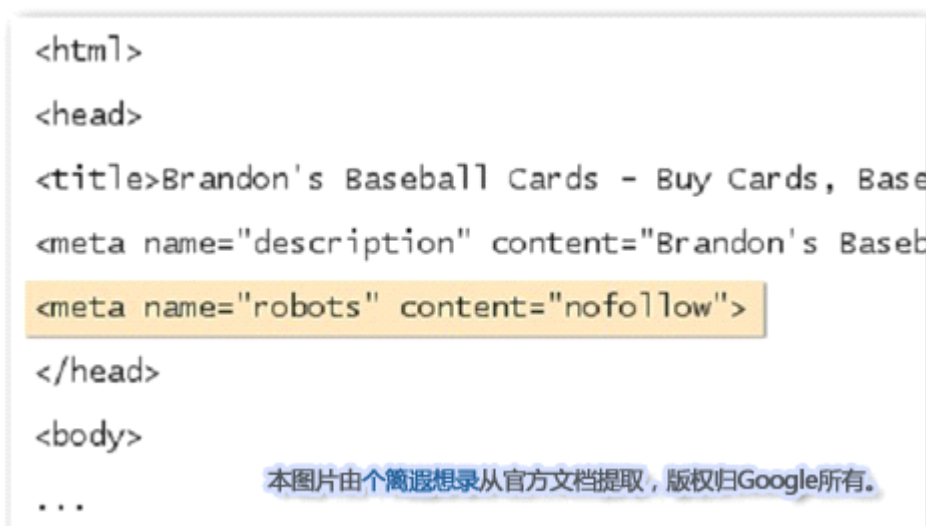 <html>
<head>
<title>Brandon's Baseball Cards - Buy Cards, Base
<meta name="description" content="Brandon's Baseb
<meta name="robots" content="nofollow">
</head>
<body>
本图片由个篱遐想录从官方文档提取，版权归Google所有。
...